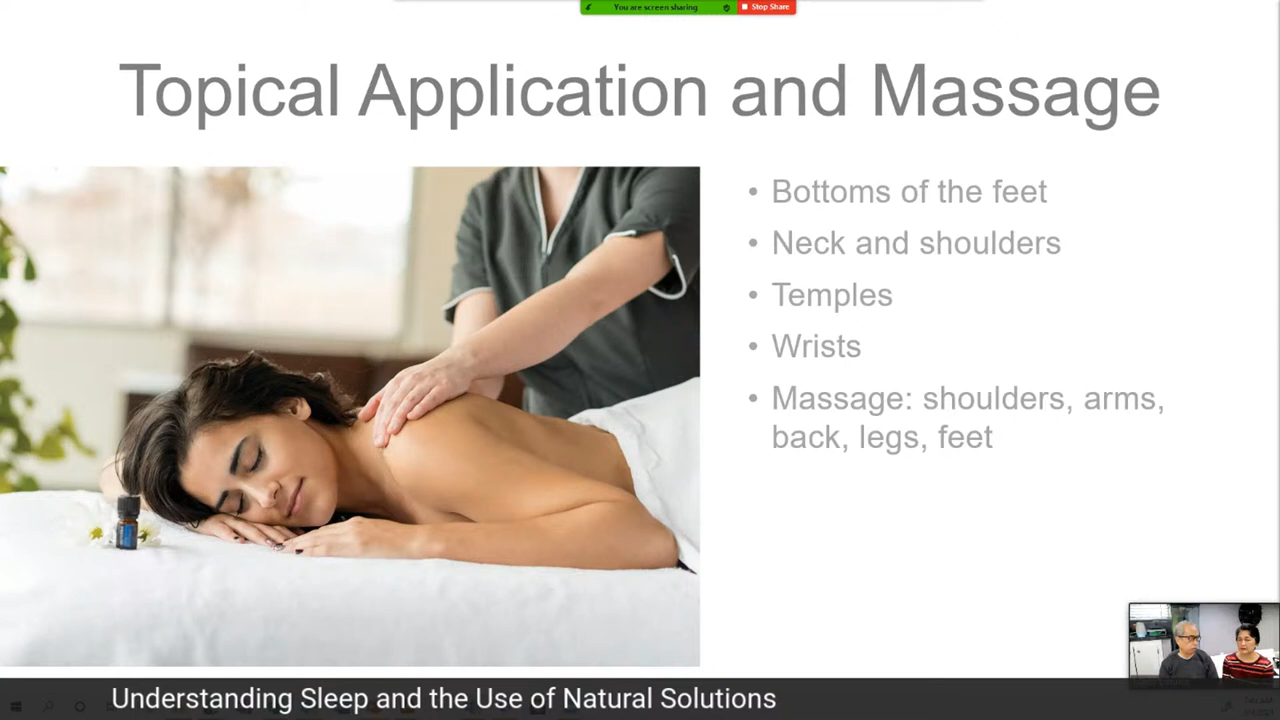 You are screen sharing
Stop Share
Topical Application and Massage
• Bottoms of the feet
• Neck and shoulders
• Temples
• Wrists
• Massage: shoulders, arms,
back, legs, feet
Understanding Sleep and the Use of Natural Solutions